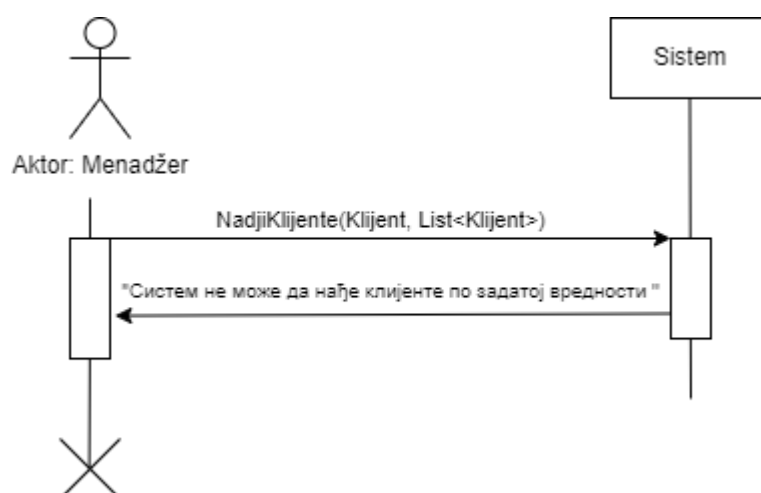 Sistem
Aktor: Menadžer
NadjiKlijente(Klijent, List<Klijent>)
"Систем не може да нађе клијенте по задатој вредности "